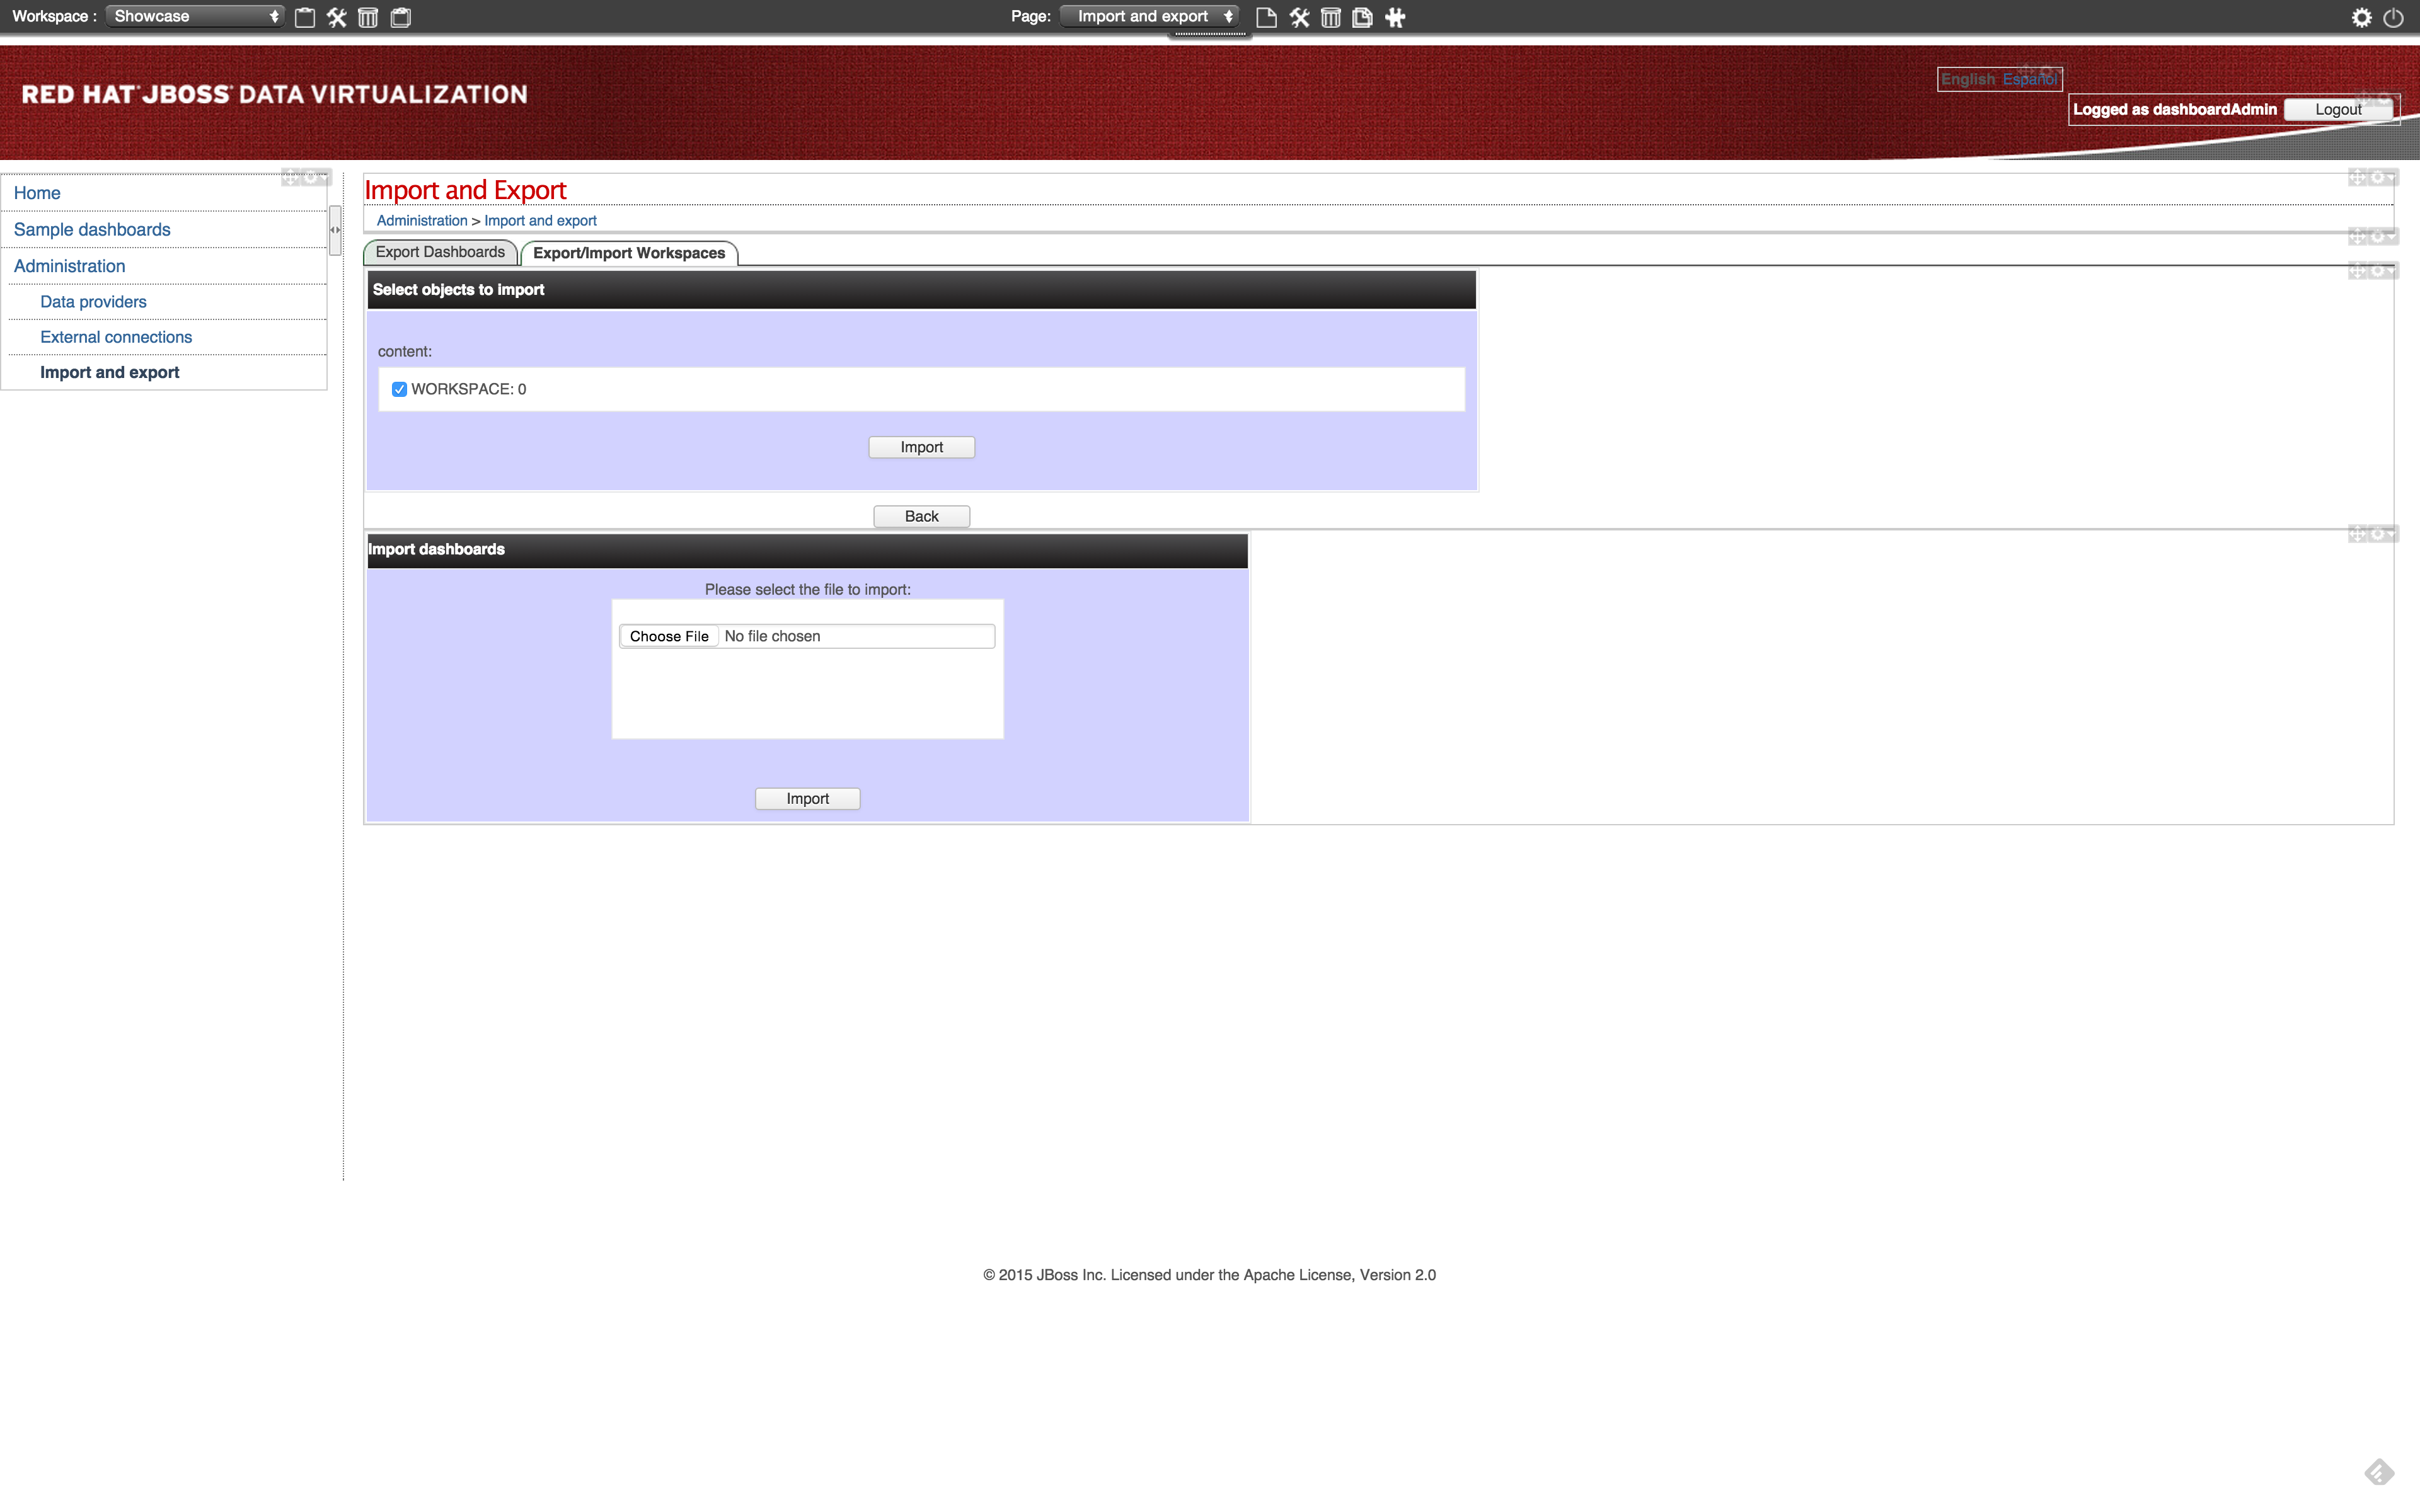 Workspace : Showcase Page: Import and export
RED HAT JBOSS DATA VIRTUALIZATION
English Español
Logged as dashboardAdmin Logout
Home
Sample dashboards
Administration
Data providers
External connections
Import and export
Import and Export
Administration > Import and export
Export Dashboards Export/Import Workspaces
Select objects to import
content:
WORKSPACE: 0
Import
Back
Import dashboards
Please select the file to import:
Choose File No file chosen
Import
© 2015 JBoss Inc. Licensed under the Apache License, Version 2.0